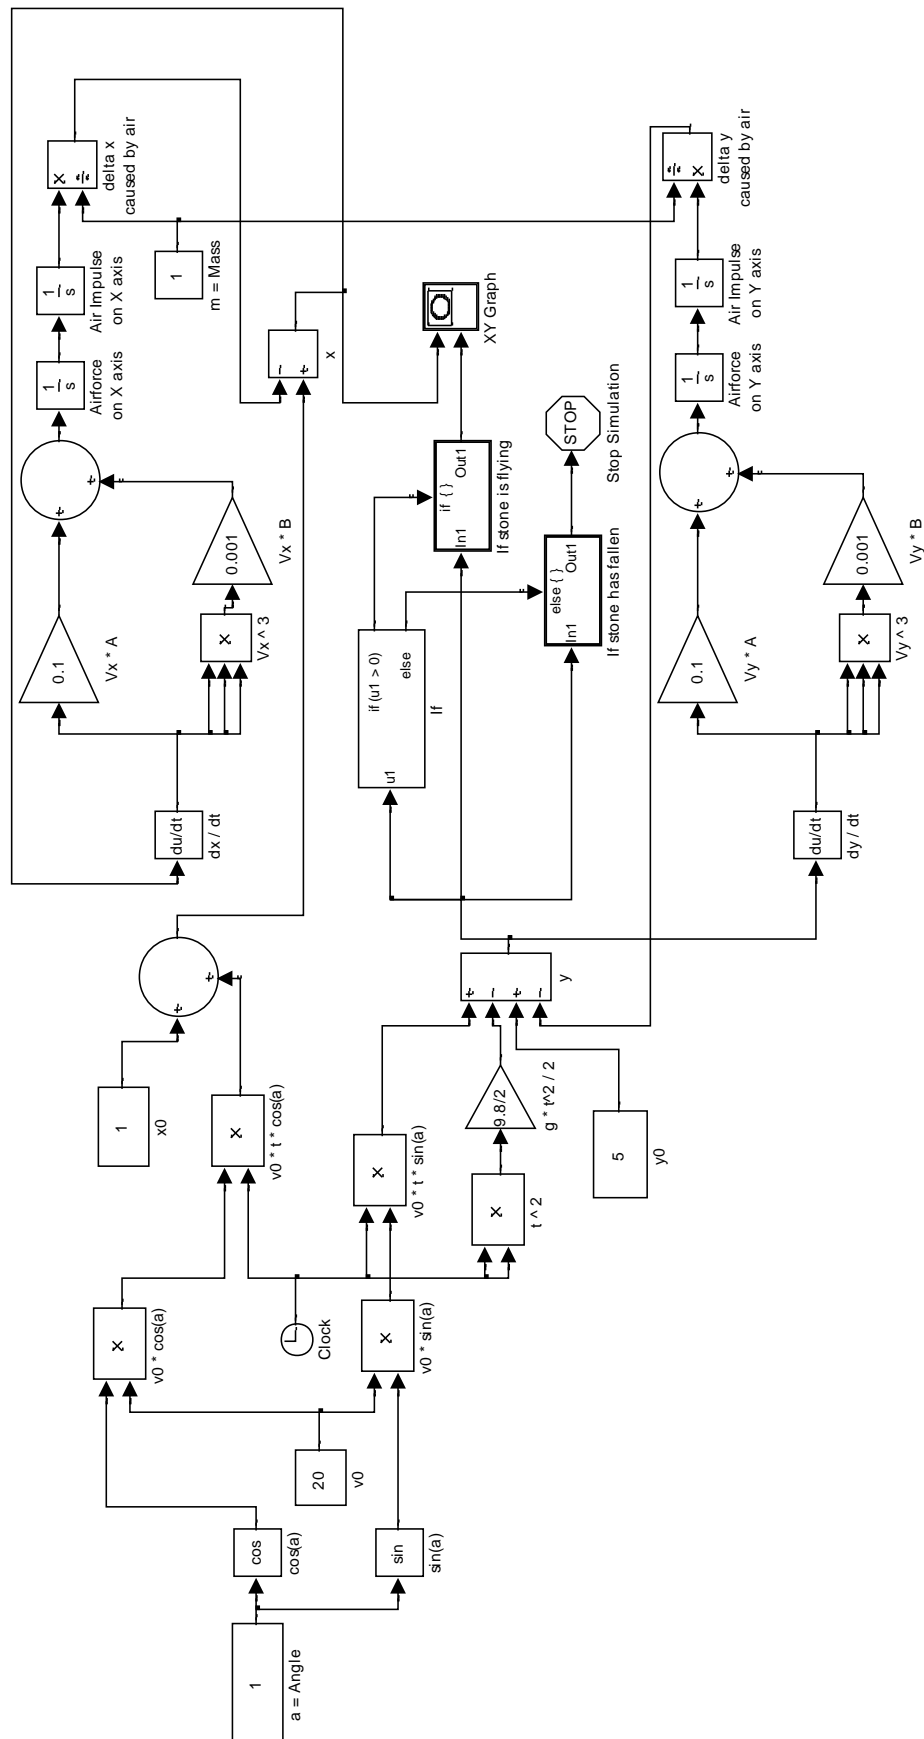 1
a = Angle
cos
cos(a)
sin
sin(a)
20
v0
x
v0 * cos(a)
Clock
x
v0 * sin(a)
1
x0
x
v0 * t * cos(a)
x
v0 * t * sin(a)
x
t ^ 2
9.8/2
g * t^2 / 2
5
y0
+
+
+
−
+
−
y
du/dt
dx / dt
0.1
Vx * A
x
Vx ^ 3
0.001
Vx * B
+
+
1
s
Airforce
on X axis
1
s
Air Impulse
on X axis
x
÷
delta x
caused by air
1
m = Mass
−
+
x
u1
if (u1 > 0)
else
If
In1
if { }
Out1
If stone is flying
In1
else { }
Out1
If stone has fallen
XY Graph
STOP
Stop Simulation
du/dt
dy / dt
0.1
Vy * A
x
Vy ^ 3
0.001
Vy * B
+
+
1
s
Airforce
on Y axis
1
s
Air Impulse
on Y axis
÷
x
delta y
caused by air